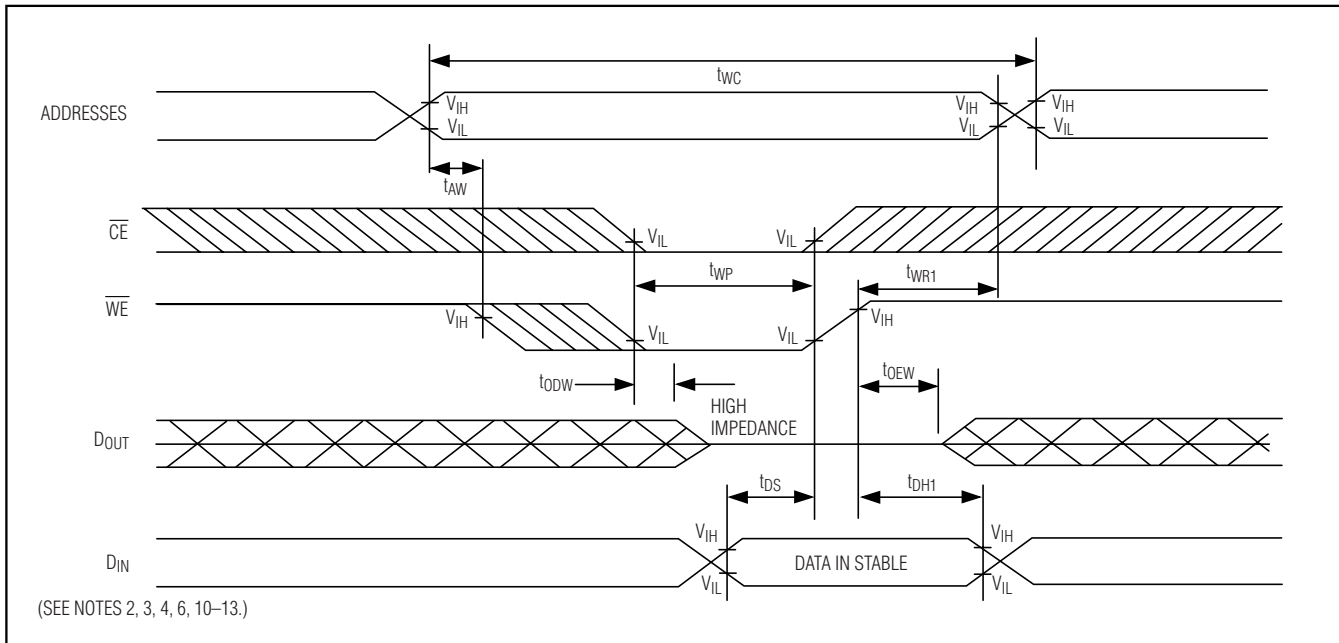 tWC
ADDRESSES
VIH
VIL
VIH
VIL
VIH
VIL
tAW
CE
VIL
VIL
tWP
tWR1
WE
VIH
VIL
VIL
VIH
tODW
tOEW
HIGH
IMPEDANCE
DOUT
tDS
tDH1
DIN
VIH
VIL
DATA IN STABLE
VIH
VIL
(SEE NOTES 2, 3, 4, 6, 10–13.)